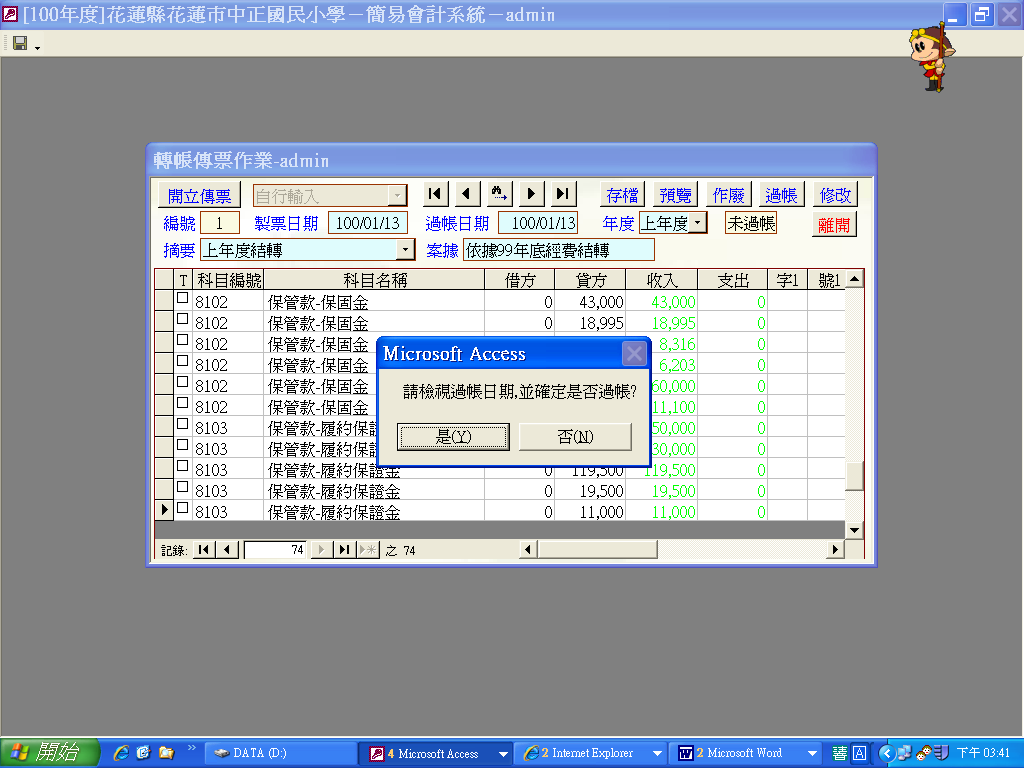 [100年度]花蓮縣花蓮市中正國民小學－簡易會計系統－admin
轉帳傳票作業-admin
開立傳票 自行輸入 存檔 預覽 作廢 過帳 修改
編號 1 製票日期 100/01/13 過帳日期 100/01/13 年度 上年度 未過帳 離開
摘要 上年度結轉 案據 依據99年底經費結轉
T 科目編號 科目名稱 借方 貸方 收入 支出 字1 號1
8102 保管款-保固金 0 43,000 43,000 0
8102 保管款-保固金 0 18,995 18,995 0
8102 保管款-保固金 8,316 0
8102 保管款-保固金 6,203 0
8102 保管款-保固金 60,000 0
8102 保管款-保固金 11,100 0
8103 保管款-履約 50,000 0
8103 保管款-履約 30,000 0
8103 保管款-履約保證金 0 119,500 119,500 0
8103 保管款-履約保證金 0 19,500 19,500 0
8103 保管款-履約保證金 0 11,000 11,000 0
Microsoft Access
請檢視過帳日期,並確定是否過帳?
是(Y) 否(N)
記錄: 74 之 74
開始 DATA (D:) 4 Microsoft Access 2 Internet Explorer 2 Microsoft Word A 下午 03:41